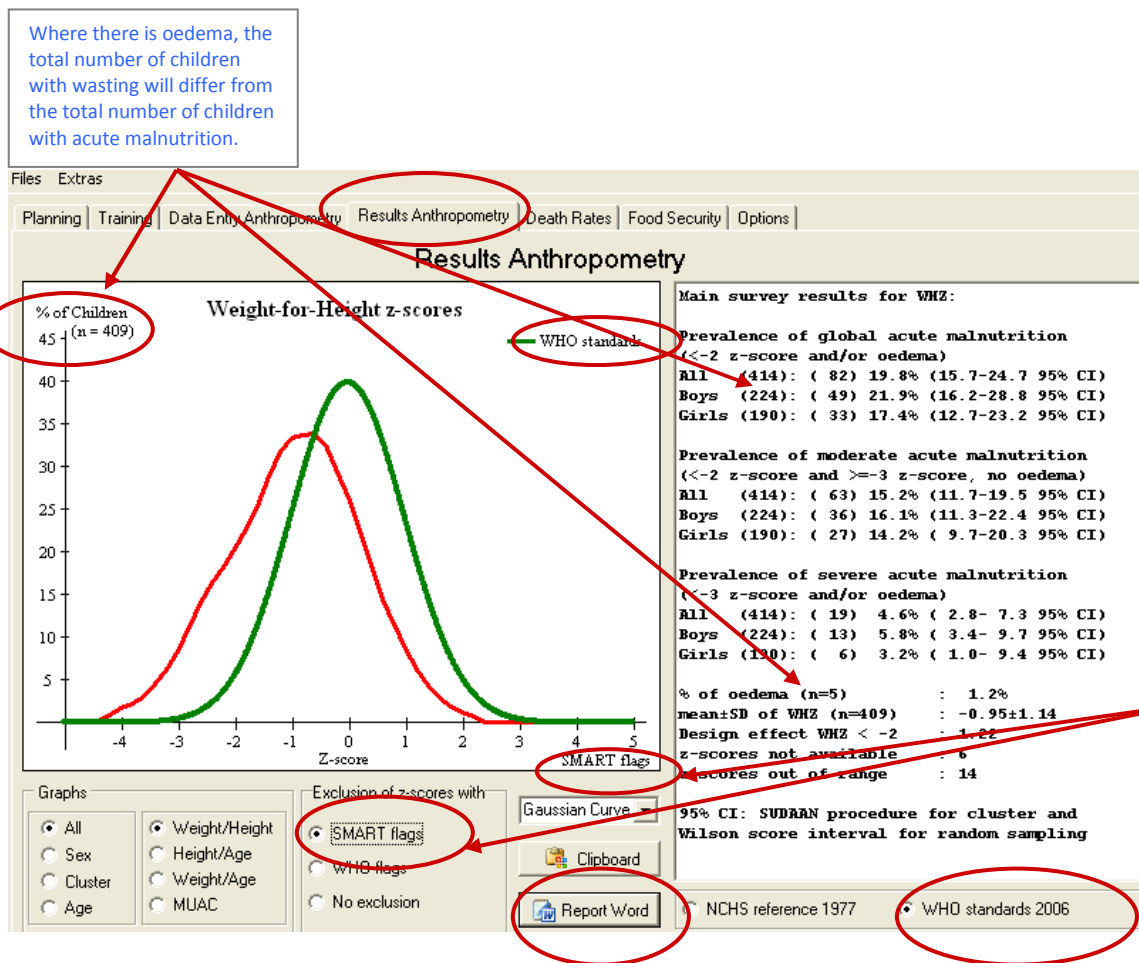 Where there is oedema, the
total number of children
with wasting will differ from
the total number of children
with acute malnutrition.
Files Extras
Planning Training Data Entry Anthropometry Results Anthropometry Death Rates Food Security Options
Results Anthropometry
% of Children
(n = 409)
Weight-for-Height z-scores
WHO standards
45
40
35
30
25
20
15
10
5
-4 -3 -2 -1 0 1 2 3 4 5
Z-score
SMART flags
Main survey results for WHZ:
Prevalence of global acute malnutrition
(<-2 z-score and/or oedema)
All (414): ( 82) 19.8% (15.7-24.7 95% CI)
Boys (224): ( 49) 21.9% (16.2-28.8 95% CI)
Girls (190): ( 33) 17.4% (12.7-23.2 95% CI)
Prevalence of moderate acute malnutrition
(<-2 z-score and >=-3 z-score, no oedema)
All (414): ( 63) 15.2% (11.7-19.5 95% CI)
Boys (224): ( 36) 16.1% (11.3-22.4 95% CI)
Girls (190): ( 27) 14.2% ( 9.7-20.3 95% CI)
Prevalence of severe acute malnutrition
(<-3 z-score and/or oedema)
All (414): ( 19) 4.6% ( 2.8- 7.3 95% CI)
Boys (224): ( 13) 5.8% ( 3.4- 9.7 95% CI)
Girls (190): ( 6) 3.2% ( 1.0- 9.4 95% CI)
% of oedema (n=5) : 1.2%
mean±SD of WHZ (n=409) : -0.95±1.14
Design effect WHZ < -2 : 1.22
z-scores not available : 6
z-scores out of range : 14
95% CI: SUDAAN procedure for cluster and
Wilson score interval for random sampling
Graphs
All
Sex
Cluster
Age
Weight/Height
Height/Age
Weight/Age
MUAC
Exclusion of z-scores with
SMART flags
WHO flags
No exclusion
Gaussian Curve
Clipboard
Report Word
NCHS reference 1977
WHO standards 2006